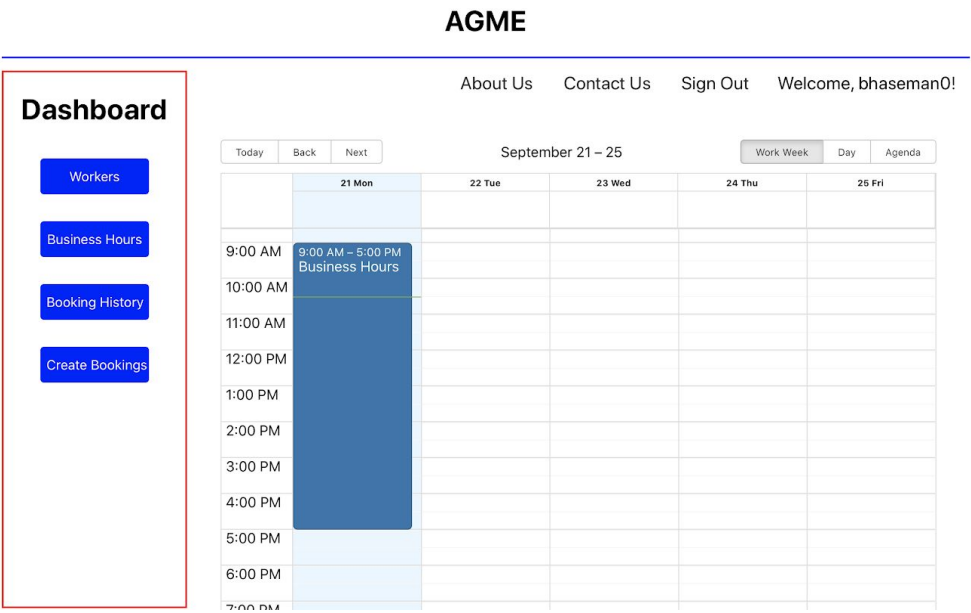 AGME
About Us Contact Us Sign Out Welcome, bhaseman0!
Dashboard
Workers
Business Hours
Booking History
Create Bookings
Today Back Next September 21 – 25 Work Week Day Agenda
21 Mon 22 Tue 23 Wed 24 Thu 25 Fri
9:00 AM
9:00 AM – 5:00 PM
Business Hours
10:00 AM
11:00 AM
12:00 PM
1:00 PM
2:00 PM
3:00 PM
4:00 PM
5:00 PM
6:00 PM
7:00 PM